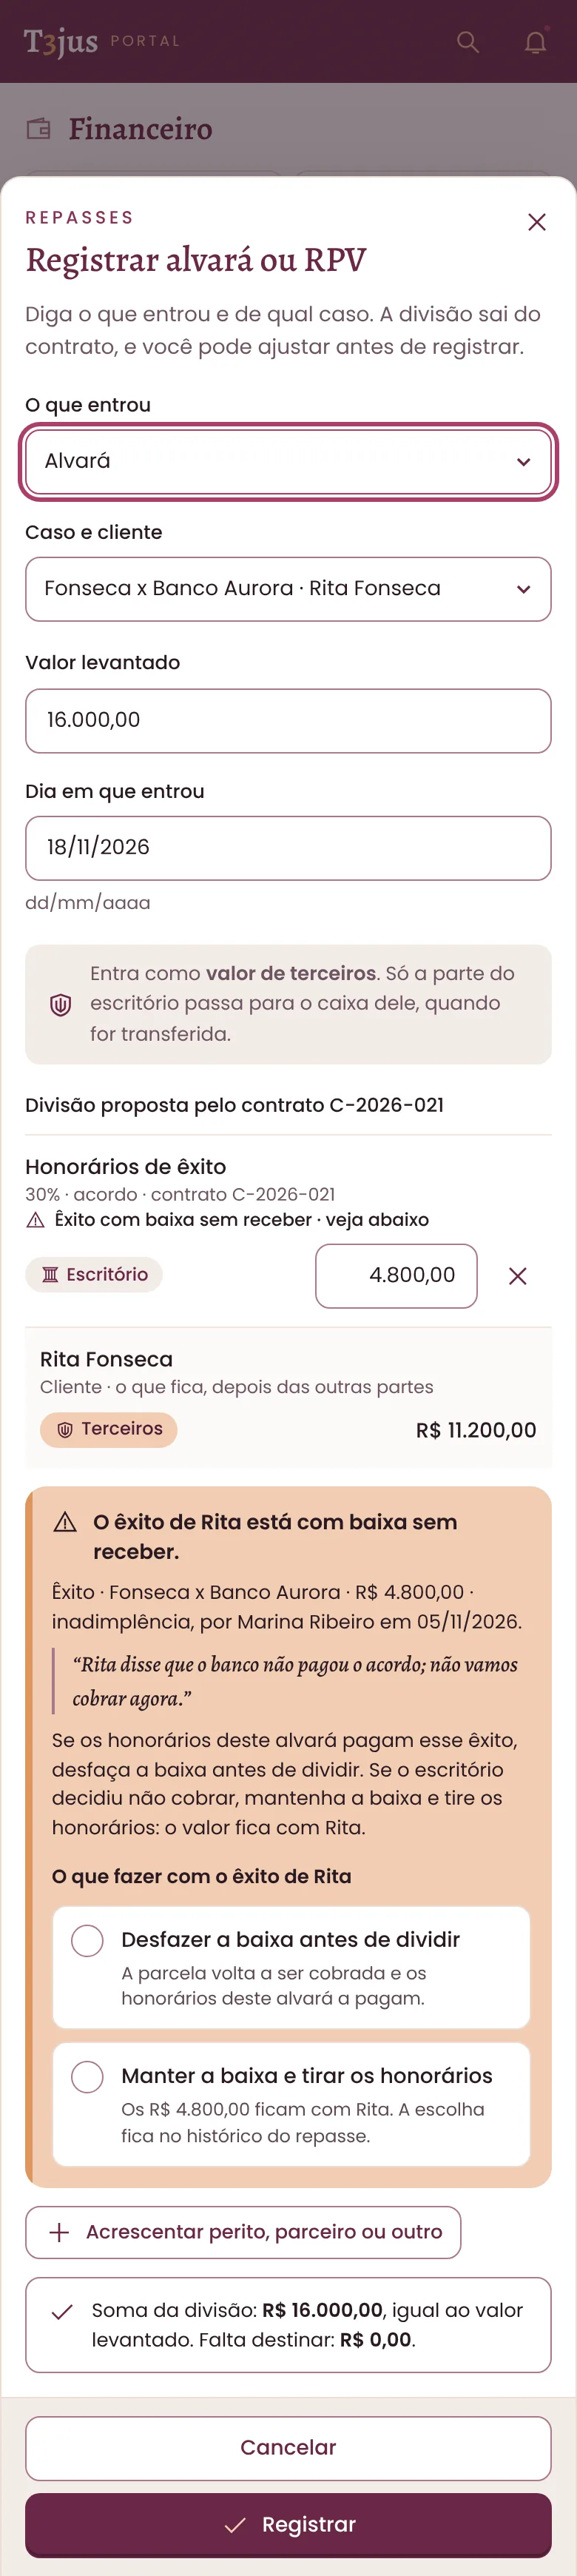 T3jus PORTAL
Financeiro
REPASSES
Registrar alvará ou RPV
Diga o que entrou e de qual caso. A divisão sai do
contrato, e você pode ajustar antes de registrar.
O que entrou
Alvará
Caso e cliente
Fonseca x Banco Aurora · Rita Fonseca
Valor levantado
16.000,00
Dia em que entrou
18/11/2026
dd/mm/aaaa
Entra como valor de terceiros. Só a parte do
escritório passa para o caixa dele, quando
for transferida.
Divisão proposta pelo contrato C-2026-021
Honorários de êxito
30% · acordo · contrato C-2026-021
Êxito com baixa sem receber · veja abaixo
Escritório
4.800,00
Rita Fonseca
Cliente · o que fica, depois das outras partes
Terceiros
R$ 11.200,00
O êxito de Rita está com baixa sem
receber.
Êxito · Fonseca x Banco Aurora · R$ 4.800,00 ·
inadimplência, por Marina Ribeiro em 05/11/2026.
“Rita disse que o banco não pagou o acordo; não vamos
cobrar agora.”
Se os honorários deste alvará pagam esse êxito,
desfaça a baixa antes de dividir. Se o escritório
decidiu não cobrar, mantenha a baixa e tire os
honorários: o valor fica com Rita.
O que fazer com o êxito de Rita
Desfazer a baixa antes de dividir
A parcela volta a ser cobrada e os
honorários deste alvará a pagam.
Manter a baixa e tirar os honorários
Os R$ 4.800,00 ficam com Rita. A escolha
fica no histórico do repasse.
Acrescentar perito, parceiro ou outro
Soma da divisão: R$ 16.000,00, igual ao valor
levantado. Falta destinar: R$ 0,00.
Cancelar
Registrar